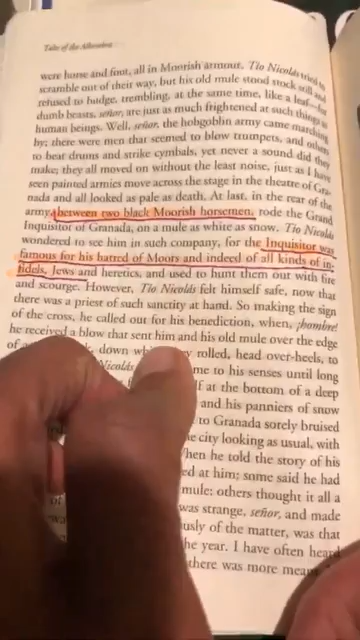 Tales of the Alhambra
were horse and foot, all in Moorish armour. Tio Nicolás tried to
scramble out of their way, but his old mule stood stock still and
refused to budge, trembling, at the same time, like a leaf—for
dumb beasts, señor, are just as much frightened at such things as
human beings. Well, señor, the hobgoblin army came marching
by; there were men that seemed to blow trumpets, and others
to beat drums and strike cymbals, yet never a sound did they
make; they all moved on without the least noise, just as I have
seen painted armies move across the stage in the theatre of Gra-
nada and all looked as pale as death. At last, in the rear of the
army, between two black Moorish horsemen, rode the Grand
Inquisitor of Granada, on a mule as white as snow. Tio Nicolás
wondered to see him in such company, for the Inquisitor was
famous for his hatred of Moors and indeed of all kinds of in-
fidels, Jews and heretics, and used to hunt them out with fire
and scourge. However, Tio Nicolás felt himself safe, now that
there was a priest of such sanctity at hand. So making the sign
of the cross, he called out for his benediction, when, ¡hombre!
he received a blow that sent him and his old mule over the edge
of down rolled, head over-heels, to
Nicolás me to his senses until long
at the bottom of a deep
and his panniers of snow
to Granada sorely bruised
city looking as usual, with
When he told the story of his
ed at him; some said he had
mule; others thought it all a
was strange, señor, and made
usly of the matter, was that
he year. I have often heard
there was more